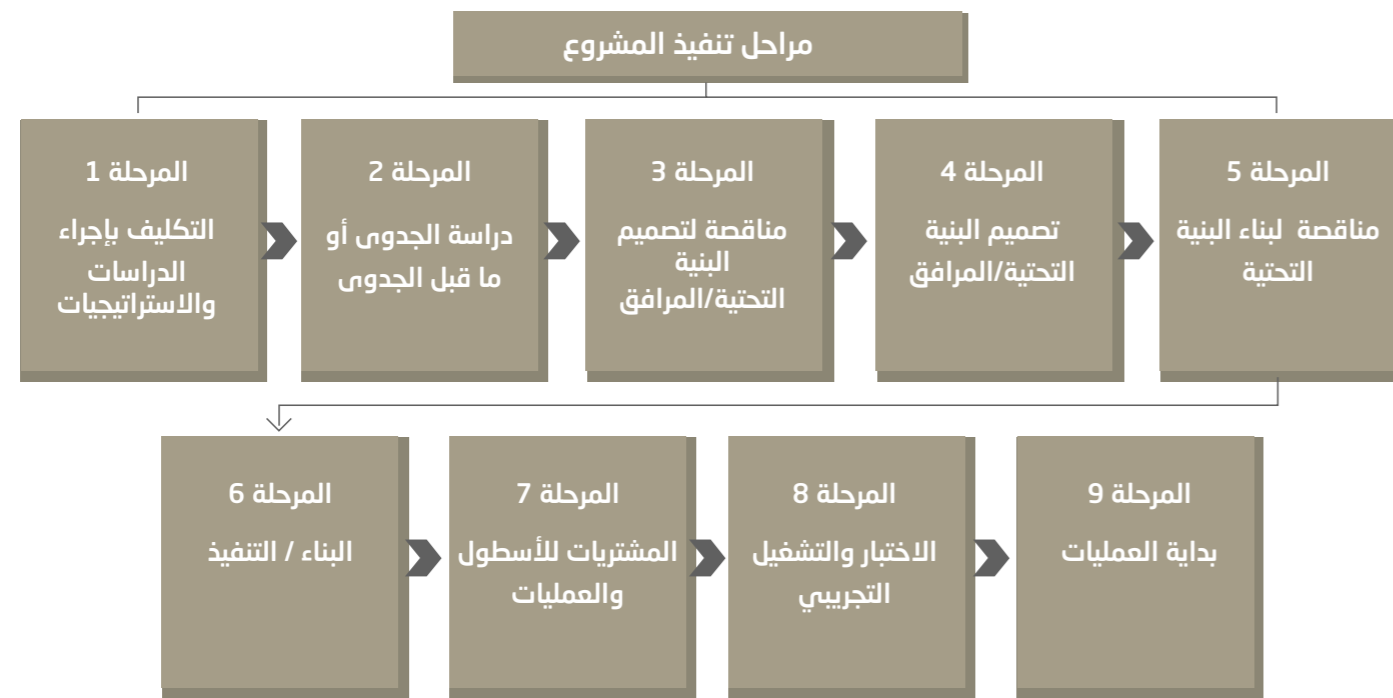 مراحل تنفيذ المشروع
المرحلة 1
التكليف بإجراء
الدراسات
والاستراتيجيات
المرحلة 2
دراسة الجدوى أو
ما قبل الجدوى
المرحلة 3
مناقصة لتصميم
البنية
التحتية/المرافق
المرحلة 4
تصميم البنية
التحتية/المرافق
المرحلة 5
مناقصة لبناء البنية
التحتية
المرحلة 6
البناء / التنفيذ
المرحلة 7
المشتريات للأسطول
والعمليات
المرحلة 8
الاختبار والتشغيل
التجريبي
المرحلة 9
بداية العمليات